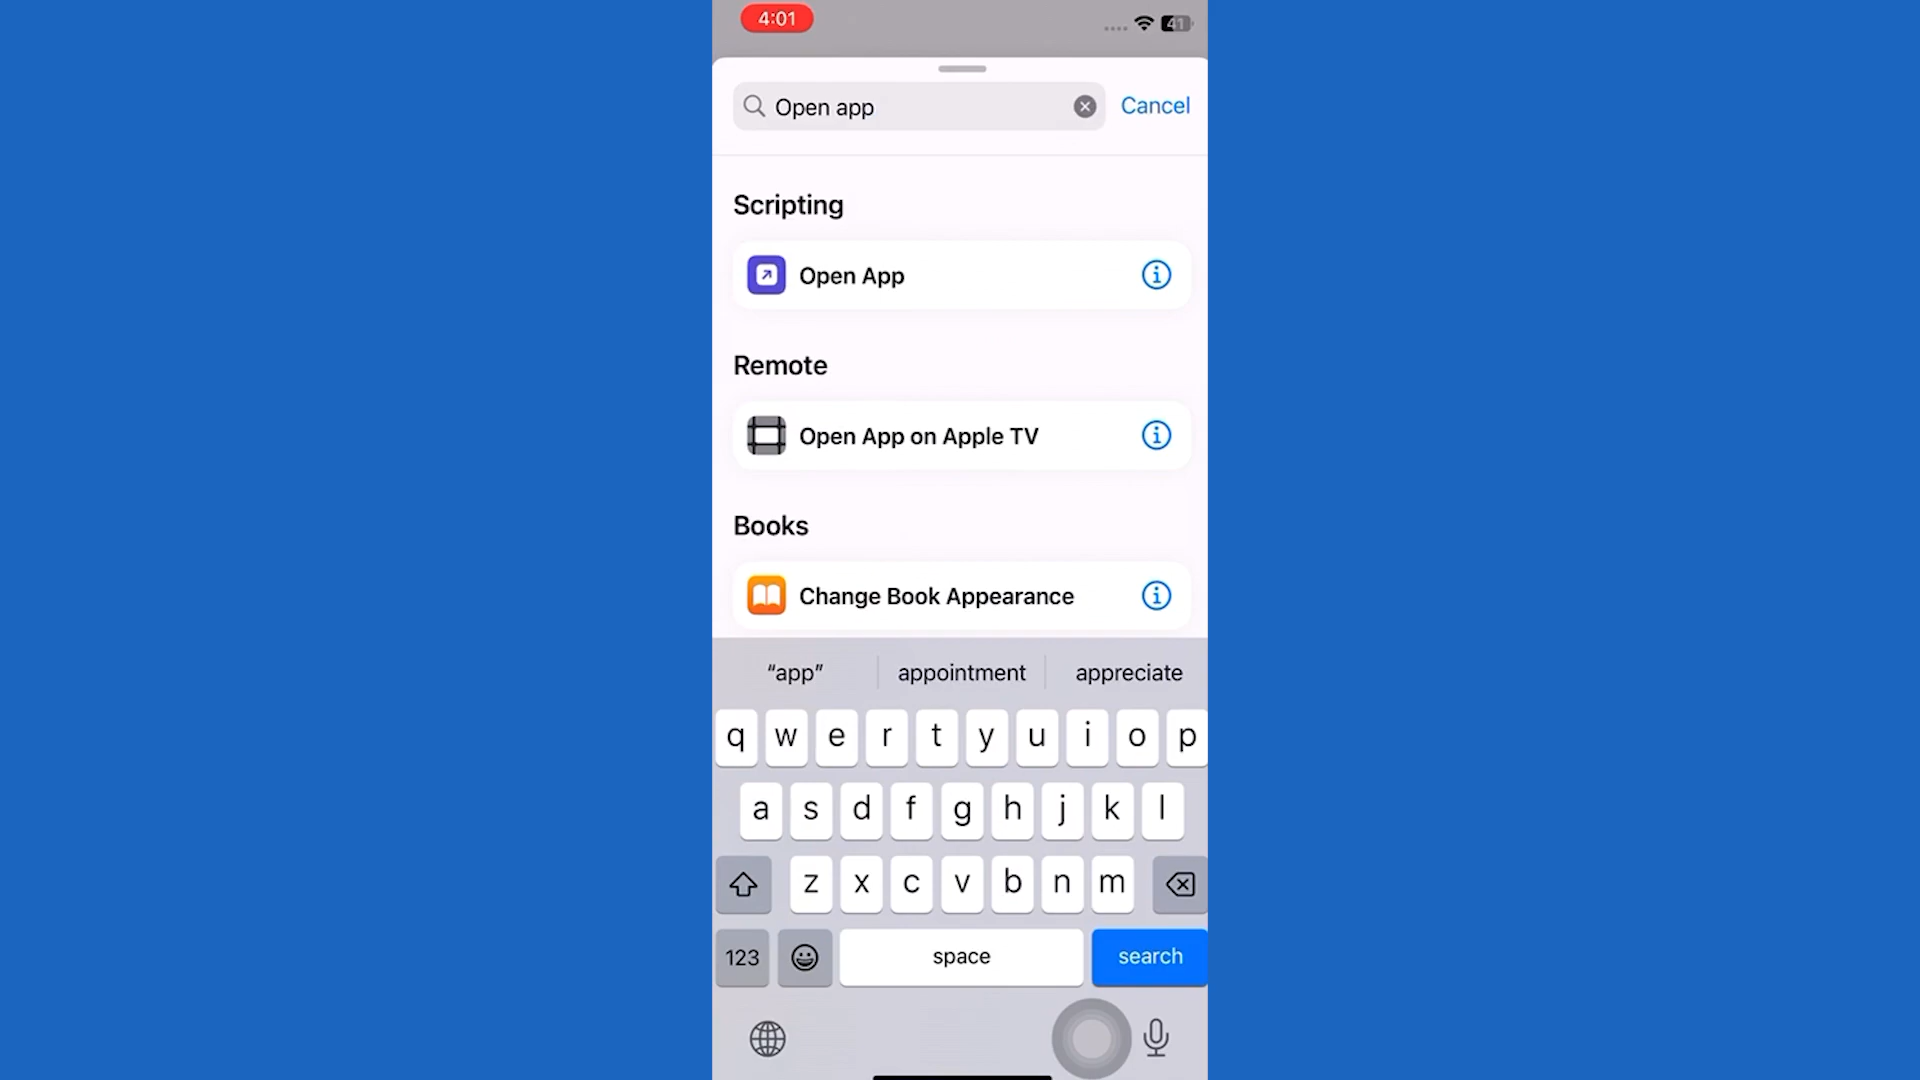 4:01
41
Open app
Cancel
Scripting
Open App
Remote
Open App on Apple TV
Books
Change Book Appearance
“app” appointment appreciate
q w e r t y u i o p
a s d f g h j k l
z x c v b n m
123 space search